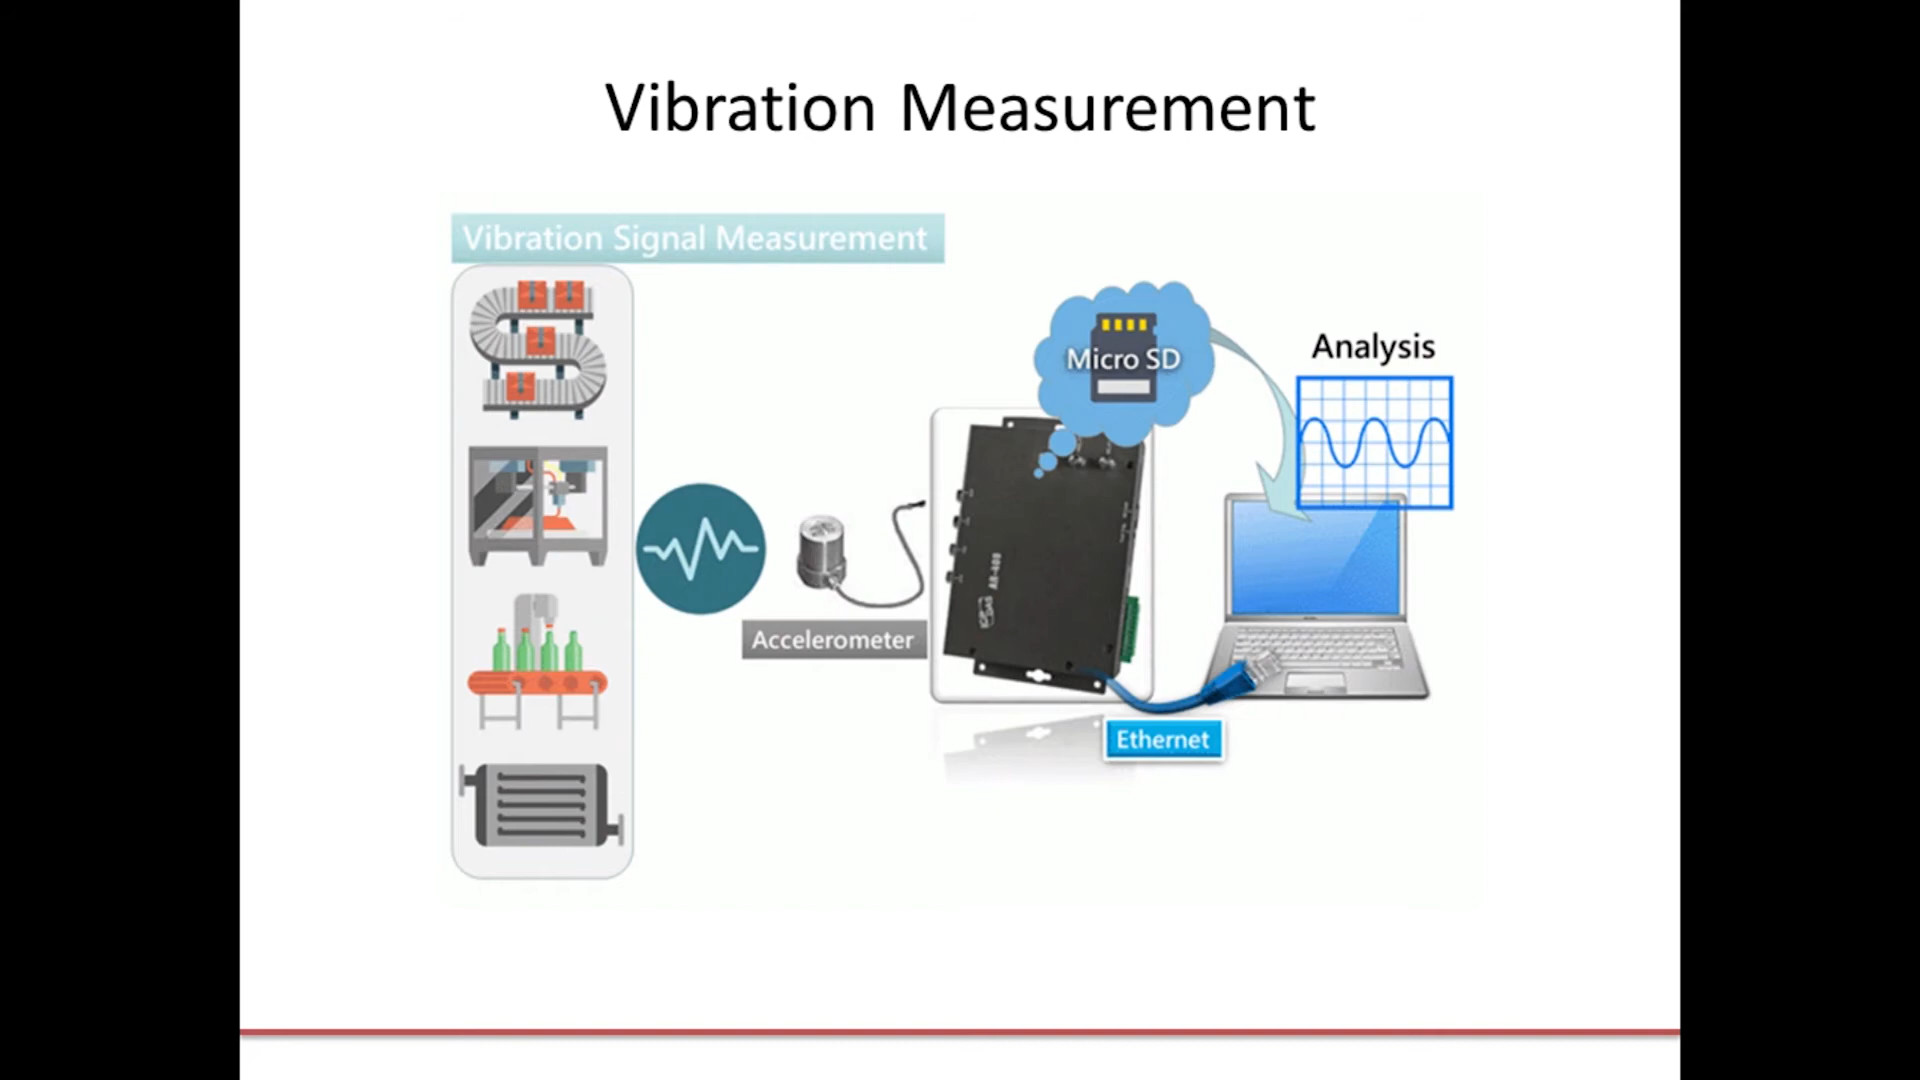 Vibration Measurement
Vibration Signal Measurement
Micro SD
Analysis
Accelerometer
Ethernet